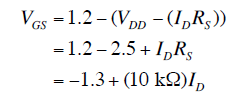 V_GS = 1.2 − (V_DD − (I_D R_S))
= 1.2 − 2.5 + I_D R_S
= −1.3 + (10 kΩ)I_D